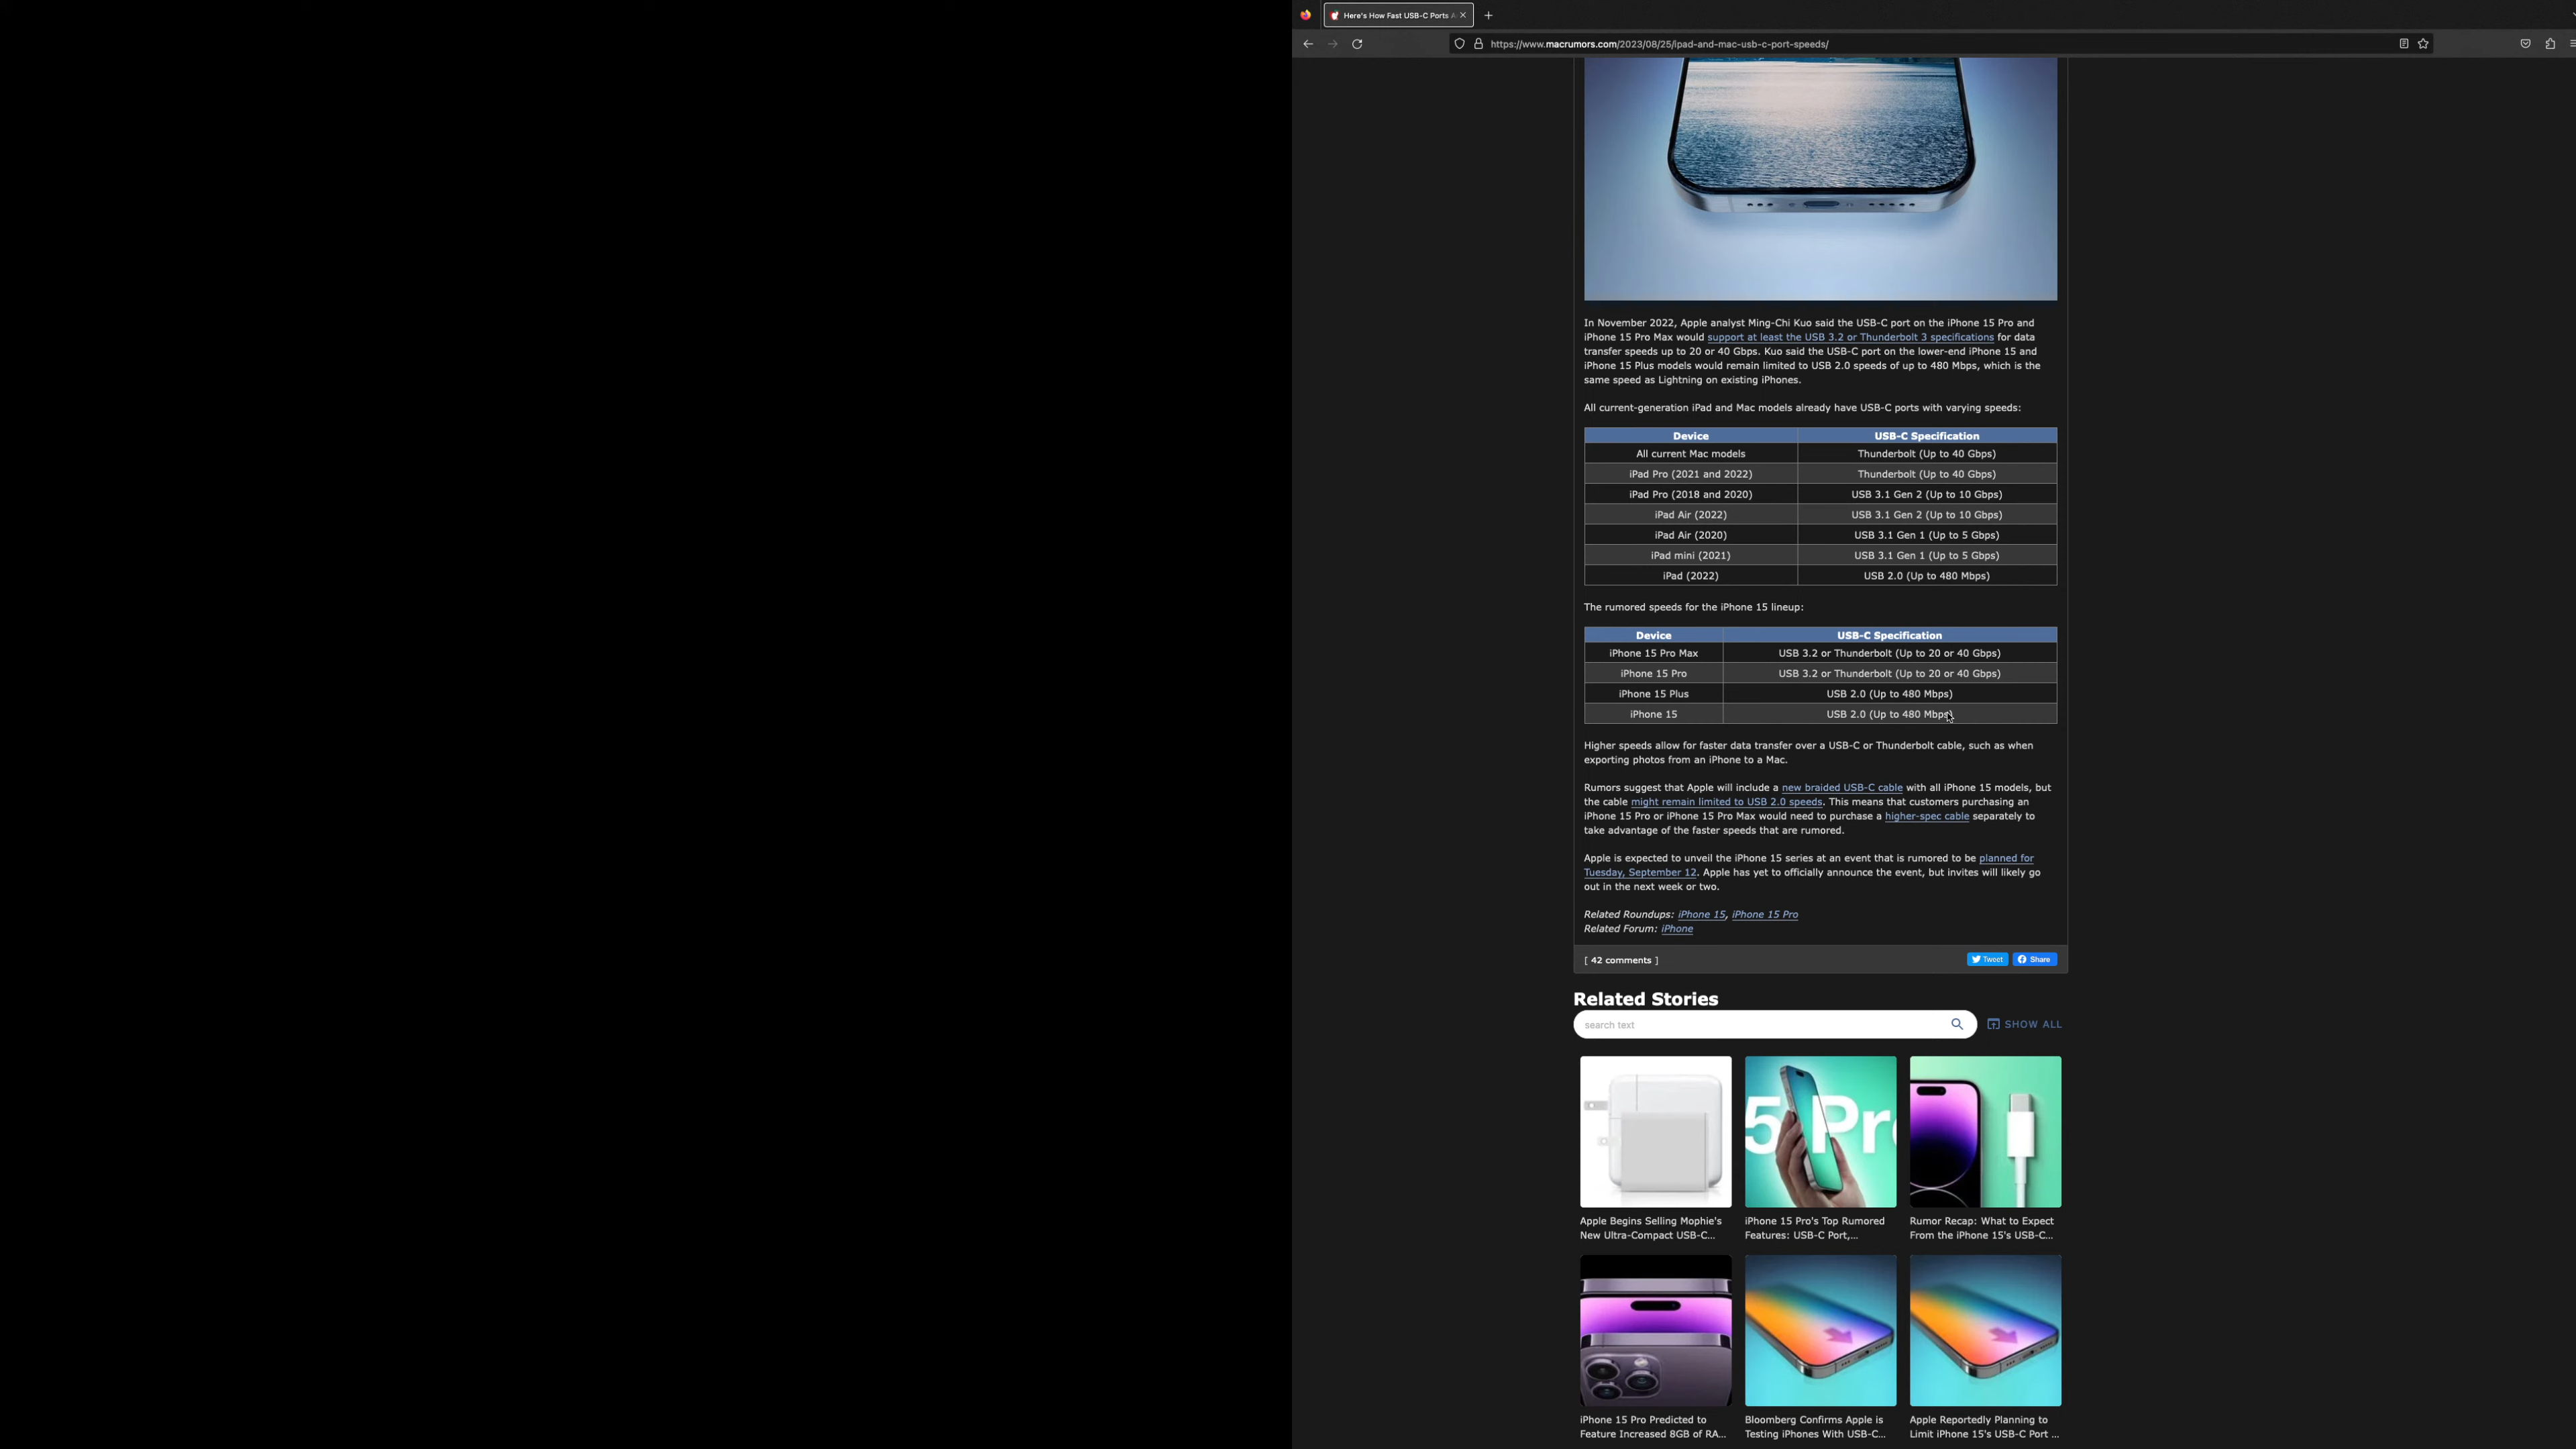 Here's How Fast USB-C Ports A
https://www.macrumors.com/2023/08/25/ipad-and-mac-usb-c-port-speeds/
In November 2022, Apple analyst Ming-Chi Kuo said the USB-C port on the iPhone 15 Pro and
iPhone 15 Pro Max would support at least the USB 3.2 or Thunderbolt 3 specifications for data
transfer speeds up to 20 or 40 Gbps. Kuo said the USB-C port on the lower-end iPhone 15 and
iPhone 15 Plus models would remain limited to USB 2.0 speeds of up to 480 Mbps, which is the
same speed as Lightning on existing iPhones.
All current-generation iPad and Mac models already have USB-C ports with varying speeds:
Device USB-C Specification
All current Mac models Thunderbolt (Up to 40 Gbps)
iPad Pro (2021 and 2022) Thunderbolt (Up to 40 Gbps)
iPad Pro (2018 and 2020) USB 3.1 Gen 2 (Up to 10 Gbps)
iPad Air (2022) USB 3.1 Gen 2 (Up to 10 Gbps)
iPad Air (2020) USB 3.1 Gen 1 (Up to 5 Gbps)
iPad mini (2021) USB 3.1 Gen 1 (Up to 5 Gbps)
iPad (2022) USB 2.0 (Up to 480 Mbps)
The rumored speeds for the iPhone 15 lineup:
Device USB-C Specification
iPhone 15 Pro Max USB 3.2 or Thunderbolt (Up to 20 or 40 Gbps)
iPhone 15 Pro USB 3.2 or Thunderbolt (Up to 20 or 40 Gbps)
iPhone 15 Plus USB 2.0 (Up to 480 Mbps)
iPhone 15 USB 2.0 (Up to 480 Mbps)
Higher speeds allow for faster data transfer over a USB-C or Thunderbolt cable, such as when
exporting photos from an iPhone to a Mac.
Rumors suggest that Apple will include a new braided USB-C cable with all iPhone 15 models, but
the cable might remain limited to USB 2.0 speeds. This means that customers purchasing an
iPhone 15 Pro or iPhone 15 Pro Max would need to purchase a higher-spec cable separately to
take advantage of the faster speeds that are rumored.
Apple is expected to unveil the iPhone 15 series at an event that is rumored to be planned for
Tuesday, September 12. Apple has yet to officially announce the event, but invites will likely go
out in the next week or two.
Related Roundups: iPhone 15, iPhone 15 Pro
Related Forum: iPhone
[ 42 comments ] Tweet Share
Related Stories
search text SHOW ALL
5 Pr
Apple Begins Selling Mophie's
New Ultra-Compact USB-C...
iPhone 15 Pro's Top Rumored
Features: USB-C Port,...
Rumor Recap: What to Expect
From the iPhone 15's USB-C...
iPhone 15 Pro Predicted to
Feature Increased 8GB of RA...
Bloomberg Confirms Apple is
Testing iPhones With USB-C...
Apple Reportedly Planning to
Limit iPhone 15's USB-C Port ...